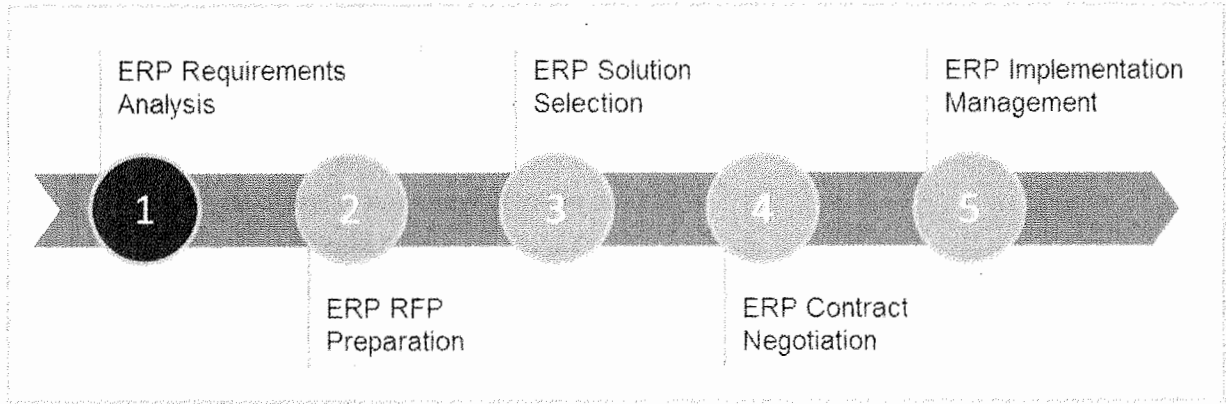 ERP Requirements
Analysis
ERP Solution
Selection
ERP Implementation
Management
1
2
3
4
5
ERP RFP
Preparation
ERP Contract
Negotiation